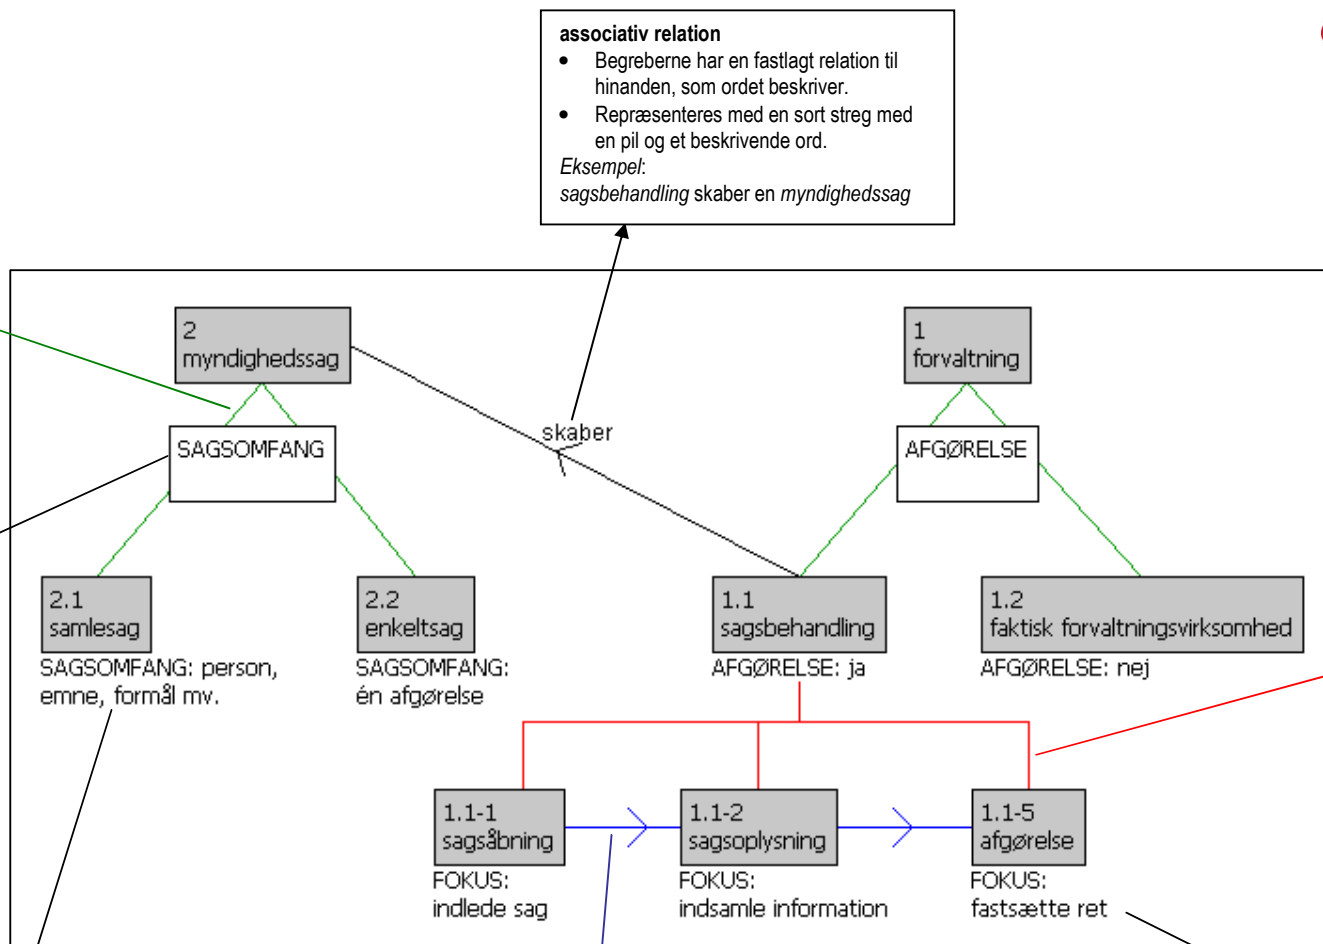 associativ relation
• Begreberne har en fastlagt relation til
hinanden, som ordet beskriver.
• Repræsenteres med en sort streg med
en pil og et beskrivende ord.
Eksempel:
sagsbehandling skaber en myndighedssag
2
myndighedssag
1
forvaltning
skaber
SAGSOMFANG
AFGØRELSE
2.1
samlesag
SAGSOMFANG: person,
emne, formål mv.
2.2
enkeltsag
SAGSOMFANG:
én afgørelse
1.1
sagsbehandling
AFGØRELSE: ja
1.2
faktisk forvaltningsvirksomhed
AFGØRELSE: nej
1.1-1
sagsåbning
FOKUS:
indlede sag
1.1-2
sagsoplysning
FOKUS:
indsamle information
1.1-5
afgørelse
FOKUS:
fastsætte ret